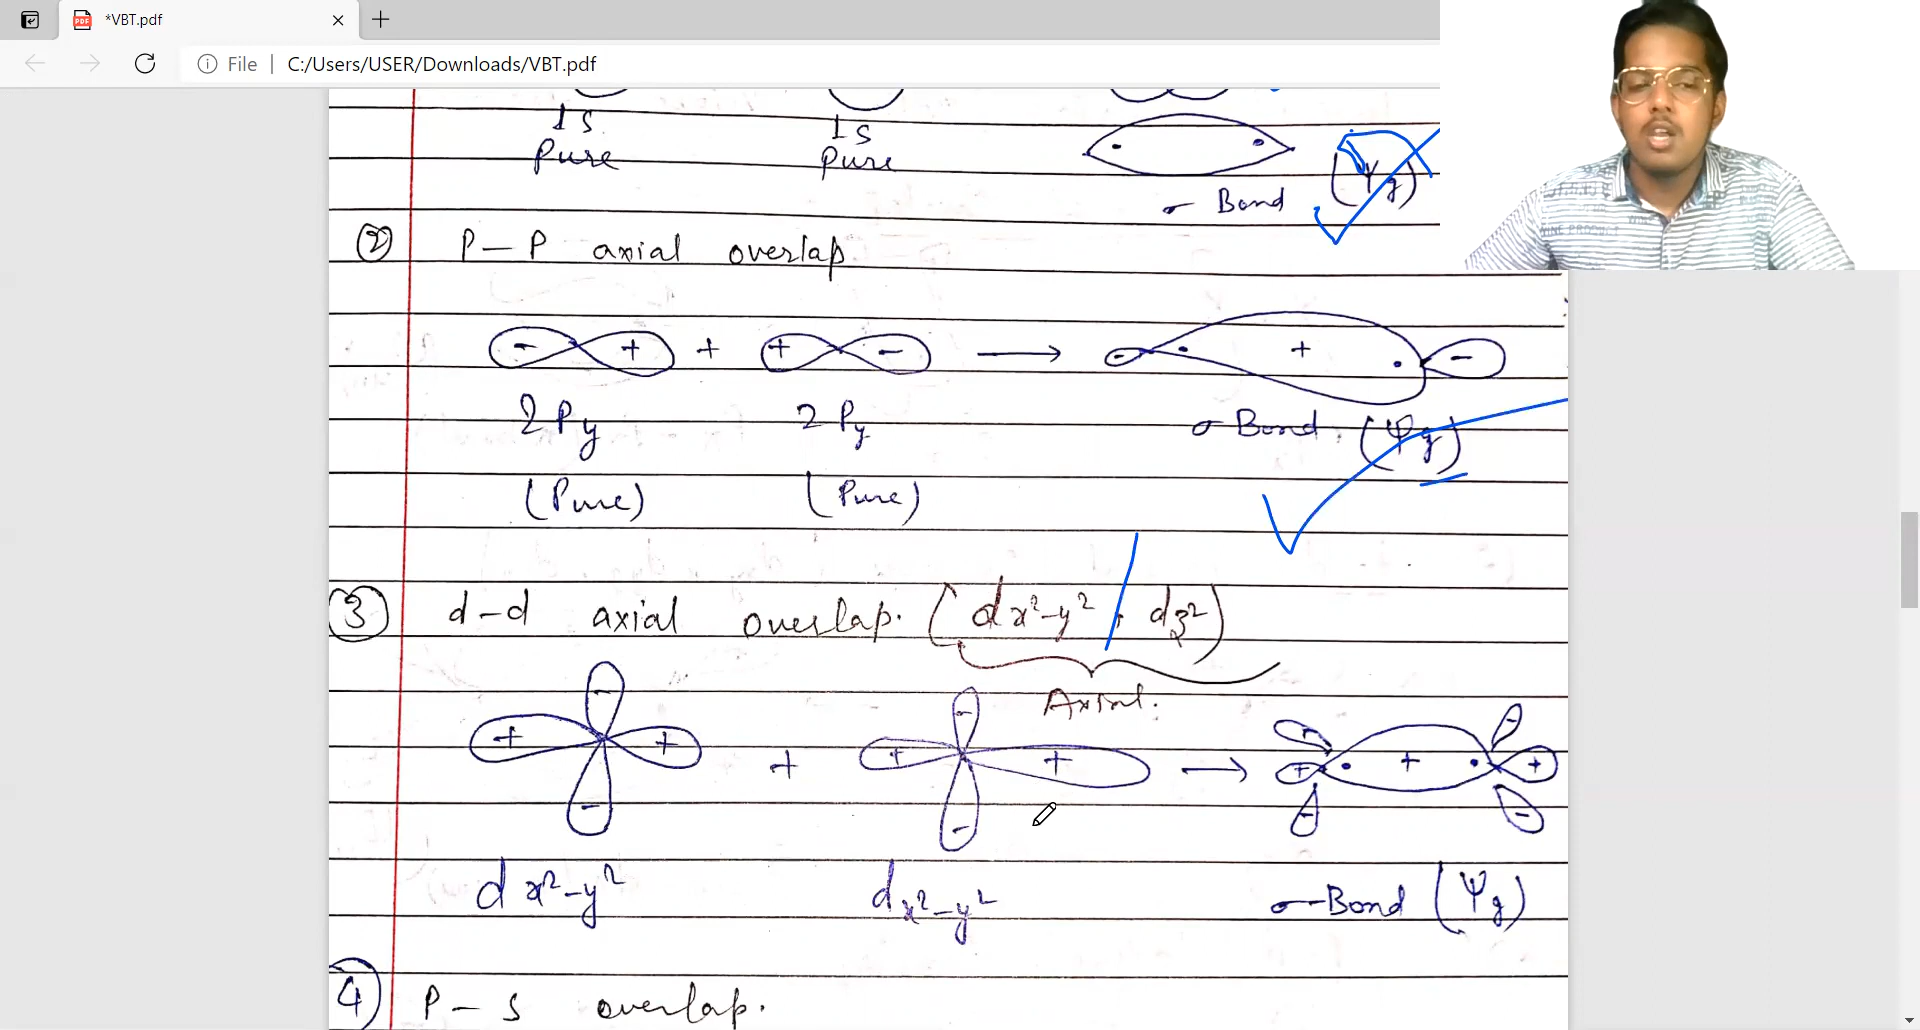 *VBT.pdf
File | C:/Users/USER/Downloads/VBT.pdf
1S 1S
Pure Pure
σ Bond (Ψg)
② P-P axial overlap
- + + + - → - + -
2Py 2Py σ Bond. (Ψg)
(Pure) (Pure)
③ d-d axial overlap. (dx²-y² , dz²)
Axial.
- -
+ + + + + → + + +
- - - -
dx²-y² dx²-y² σ-Bond (Ψg)
④ P-s overlap.